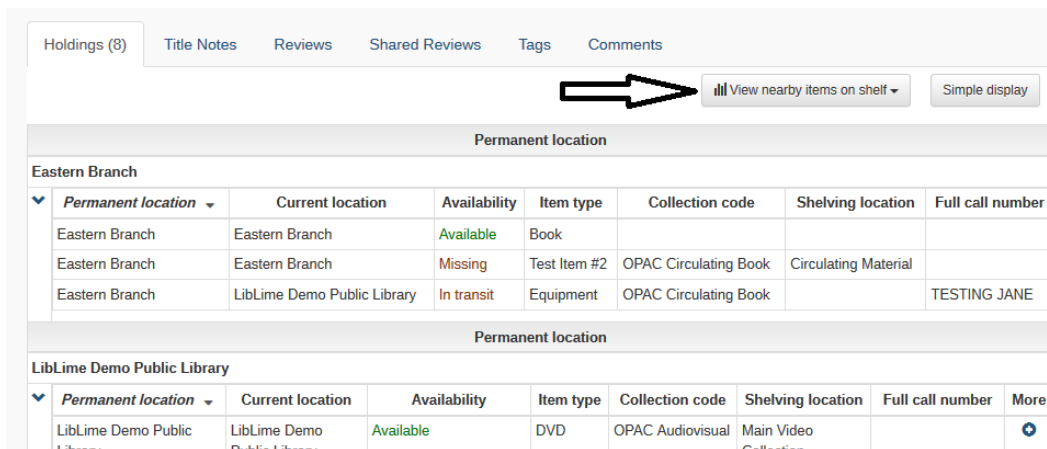 Holdings (8) Title Notes Reviews Shared Reviews Tags Comments
View nearby items on shelf Simple display
Permanent location
Eastern Branch
Permanent location Current location Availability Item type Collection code Shelving location Full call number
Eastern Branch Eastern Branch Available Book
Eastern Branch Eastern Branch Missing Test Item #2 OPAC Circulating Book Circulating Material
Eastern Branch LibLime Demo Public Library In transit Equipment OPAC Circulating Book TESTING JANE
Permanent location
LibLime Demo Public Library
Permanent location Current location Availability Item type Collection code Shelving location Full call number More
LibLime Demo Public LibLime Demo Available DVD OPAC Audiovisual Main Video